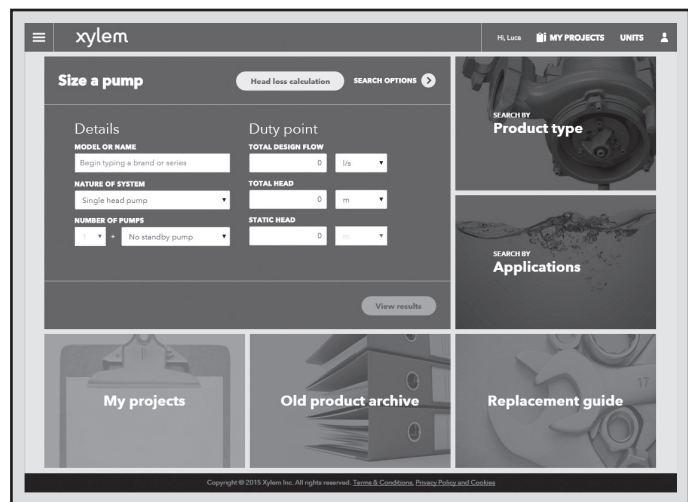 xylem
Hi, Luca
MY PROJECTS
UNITS
Size a pump
Head loss calculation
SEARCH OPTIONS
Details
MODEL OR NAME
Begin typing a brand or series
NATURE OF SYSTEM
Single head pump
NUMBER OF PUMPS
1 + No standby pump
Duty point
TOTAL DESIGN FLOW
0 l/s
TOTAL HEAD
0 m
STATIC HEAD
0 m
View results
SEARCH BY
Product type
SEARCH BY
Applications
My projects
Old product archive
Replacement guide
17
Copyright © 2015 Xylem Inc. All rights reserved. Terms & Conditions, Privacy Policy and Cookies